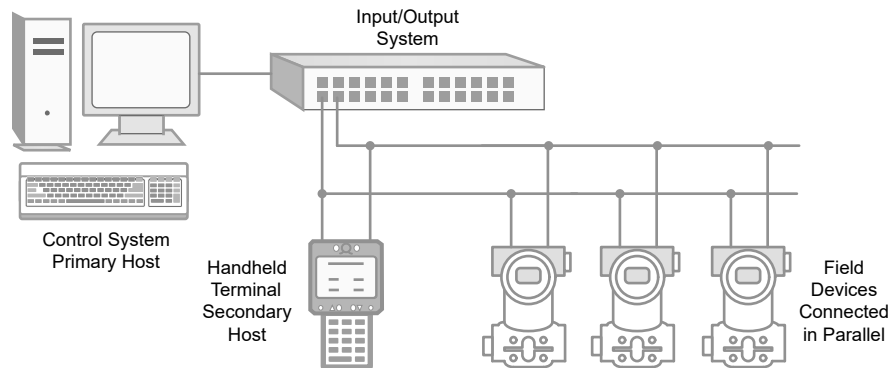 Input/Output
System
Control System
Primary Host
Handheld
Terminal
Secondary
Host
Field
Devices
Connected
in Parallel